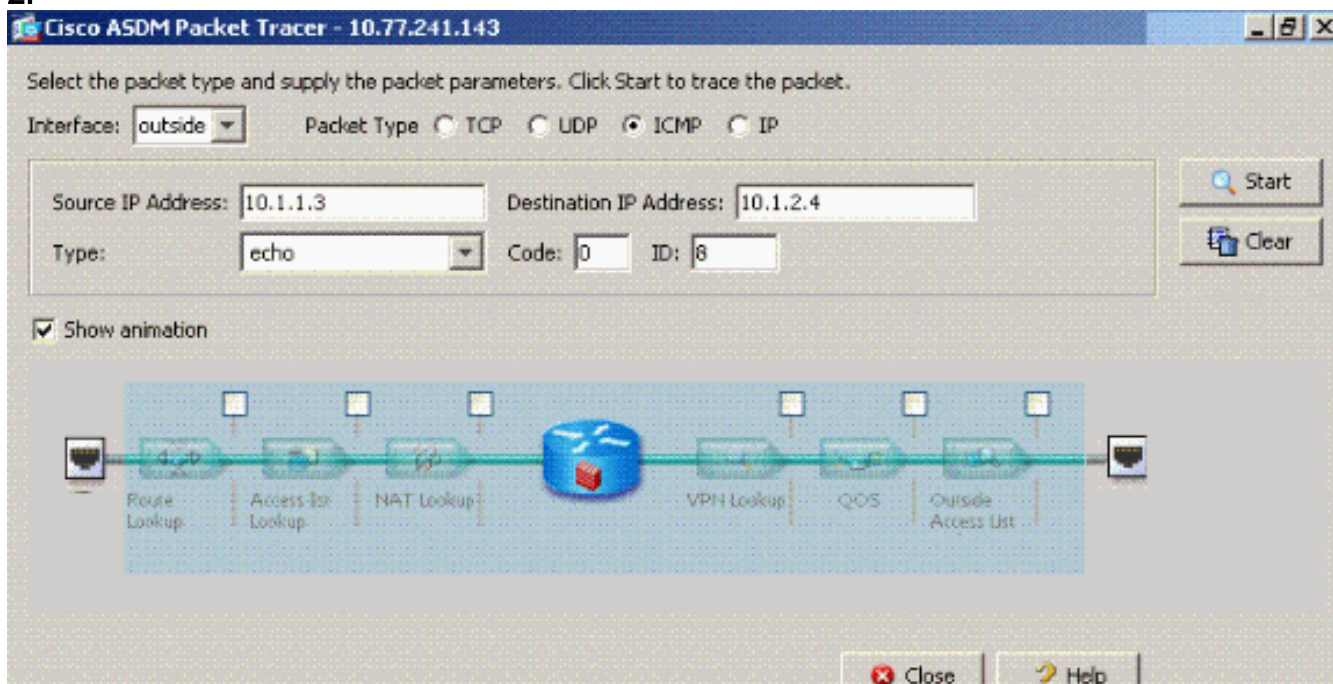 2.
Cisco ASDM Packet Tracer - 10.77.241.143
Select the packet type and supply the packet parameters. Click Start to trace the packet.
Interface: outside Packet Type TCP UDP ICMP IP
Source IP Address: 10.1.1.3 Destination IP Address: 10.1.2.4
Start
Type: echo Code: 0 ID: 8
Clear
Show animation
Route Lookup
Access list Lookup
NAT Lookup
VPN Lookup
QOS
Outside Access List
Close Help